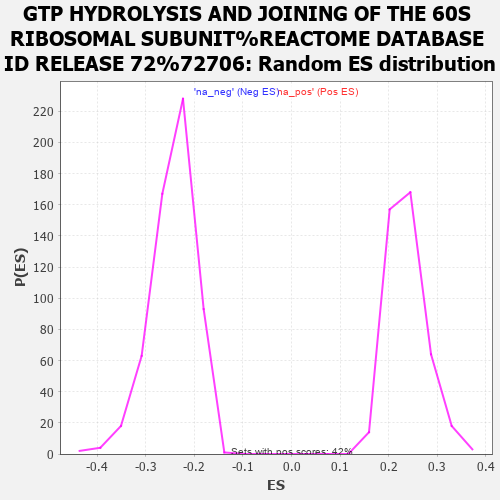 GTP HYDROLYSIS AND JOINING OF THE 60S
RIBOSOMAL SUBUNIT%REACTOME DATABASE
ID RELEASE 72%72706: Random ES distribution
'na_neg' (Neg ES)
na_pos' (Pos ES)
220
200
180
160
140
120
100
80
60
40
20
0
P(ES)
Sets with pos scores: 42%
-0.4 -0.3 -0.2 -0.1 0.0 0.1 0.2 0.3 0.4
ES